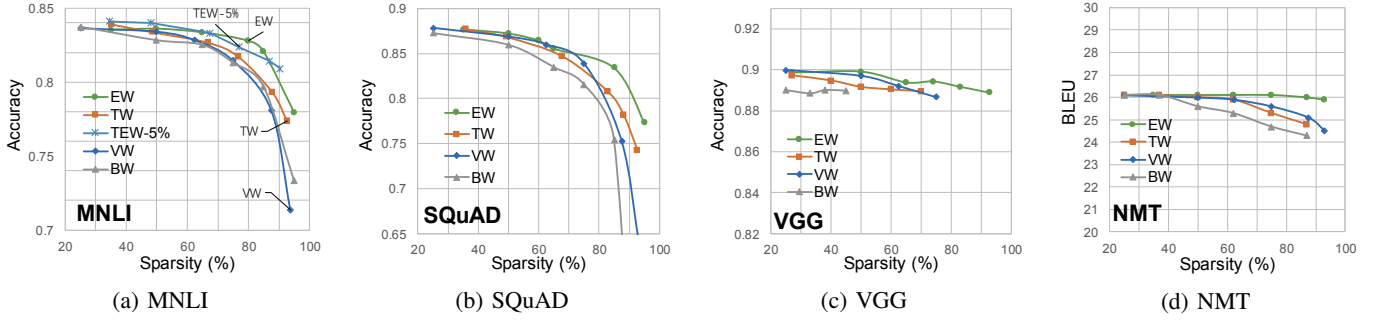 Accuracy
0.85
0.8
0.75
0.7
TEW-5%
EW
TW
VW
EW
TW
TEW-5%
VW
BW
MNLI
20 40 60 80 100
Sparsity (%)
(a) MNLI
Accuracy
0.9
0.85
0.8
0.75
0.7
0.65
EW
TW
VW
BW
SQuAD
20 40 60 80 100
Sparsity (%)
(b) SQuAD
Accuracy
0.92
0.9
0.88
0.86
0.84
0.82
EW
TW
VW
BW
VGG
20 40 60 80 100
Sparsity (%)
(c) VGG
BLEU
31
30
29
28
27
26
25
24
23
22
21
EW
TW
VW
BW
NMT
20 40 60 80 100
Sparsity (%)
(d) NMT